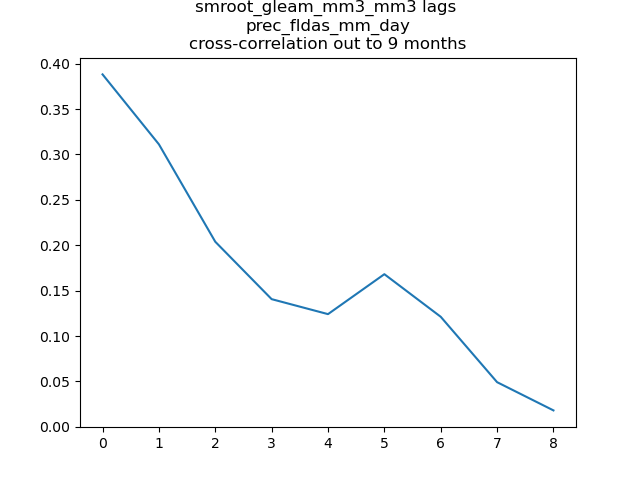 smroot_gleam_mm3_mm3 lags
prec_fldas_mm_day
cross-correlation out to 9 months
0.40
0.35
0.30
0.25
0.20
0.15
0.10
0.05
0.00
0 1 2 3 4 5 6 7 8